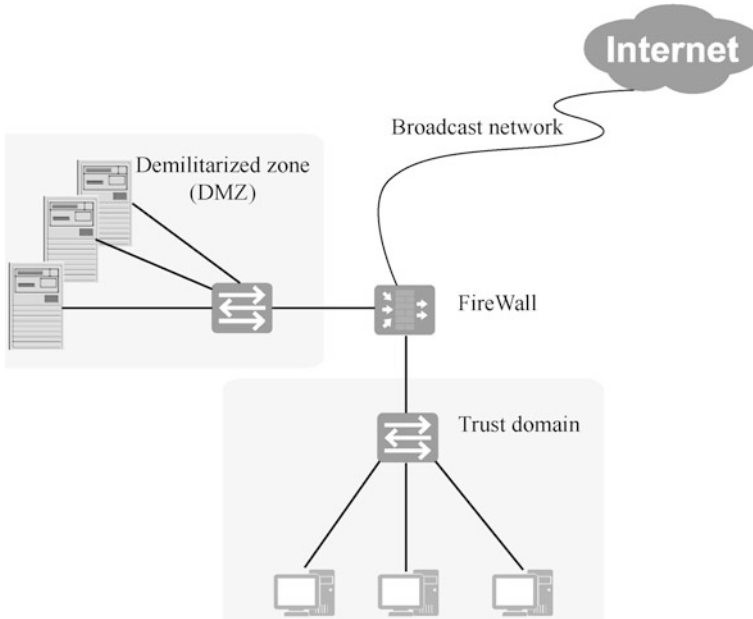 Internet
Broadcast network
Demilitarized zone
(DMZ)
FireWall
Trust domain